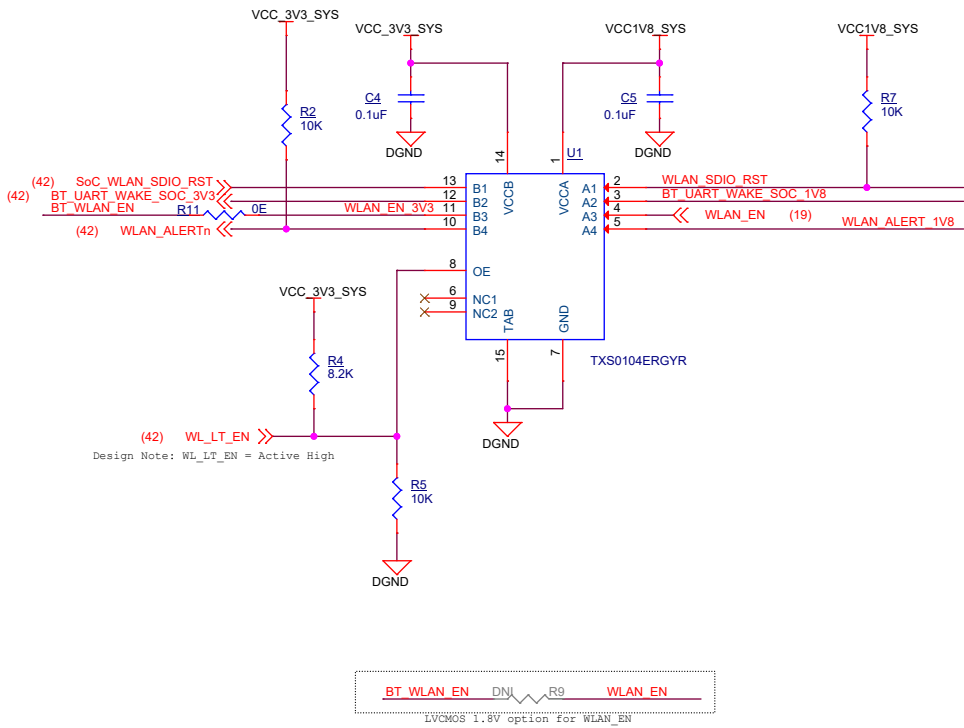 VCC_3V3_SYS
VCC_3V3_SYS
VCC1V8_SYS
VCC1V8_SYS
R2
10K
C4
0.1uF
DGND
C5
0.1uF
DGND
R7
10K
U1
14
1
VCCB
VCCA
(42) SoC_WLAN_SDIO_RST
13
B1
A1
2
WLAN_SDIO_RST
(42) BT_UART_WAKE_SOC_3V3
12
B2
A2
3
BT_UART_WAKE_SOC_1V8
BT_WLAN_EN
R11
0E
WLAN_EN_3V3
11
B3
A3
4
WLAN_EN (19)
(42) WLAN_ALERTn
10
B4
A4
5
WLAN_ALERT_1V8
8
OE
6
NC1
9
NC2
TAB
GND
15
7
TXS0104ERGYR
DGND
VCC_3V3_SYS
R4
8.2K
(42) WL_LT_EN
Design Note: WL_LT_EN = Active High
R5
10K
DGND
BT_WLAN_EN
DNI
R9
WLAN_EN
LVCMOS 1.8V option for WLAN_EN